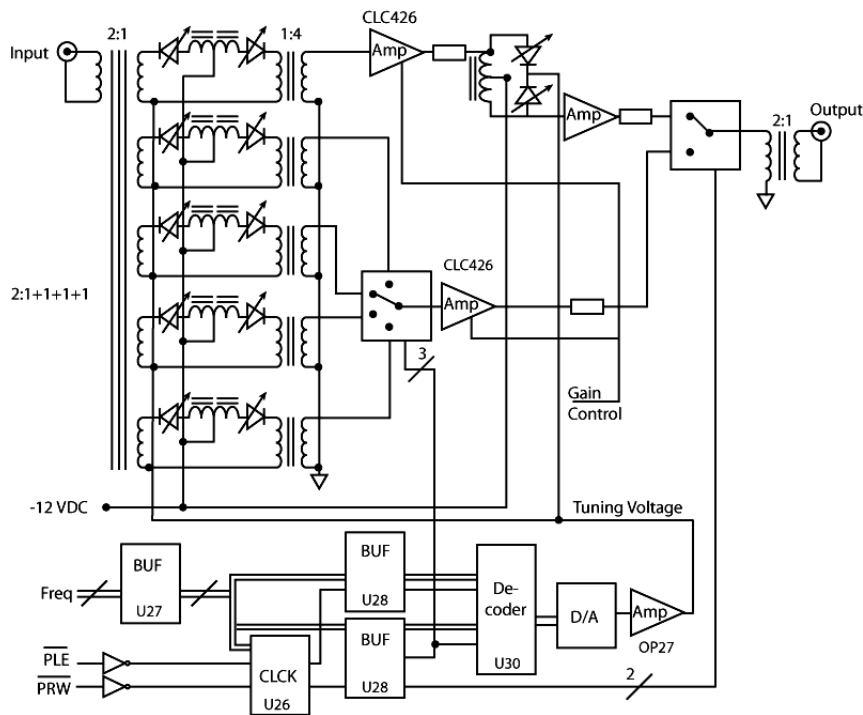 CLC426
Input
2:1
1:4
Amp
Amp
Output
2:1
2:1+1+1+1
CLC426
Amp
3
Gain
Control
-12 VDC
Tuning Voltage
BUF
U27
Freq
BUF
U28
De-
coder
U30
D/A
Amp
OP27
PLE
PRW
CLCK
U26
BUF
U28
2